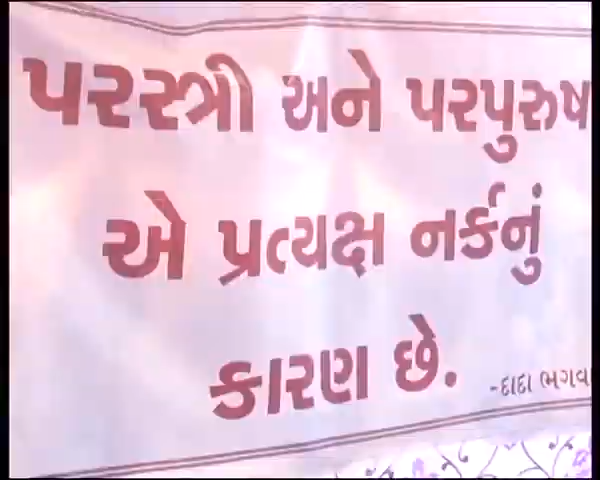 પરસ્ત્રી અને પરપુરુષ
એ પ્રત્યક્ષ નર્કનું
કારણ છે.
-દાદા